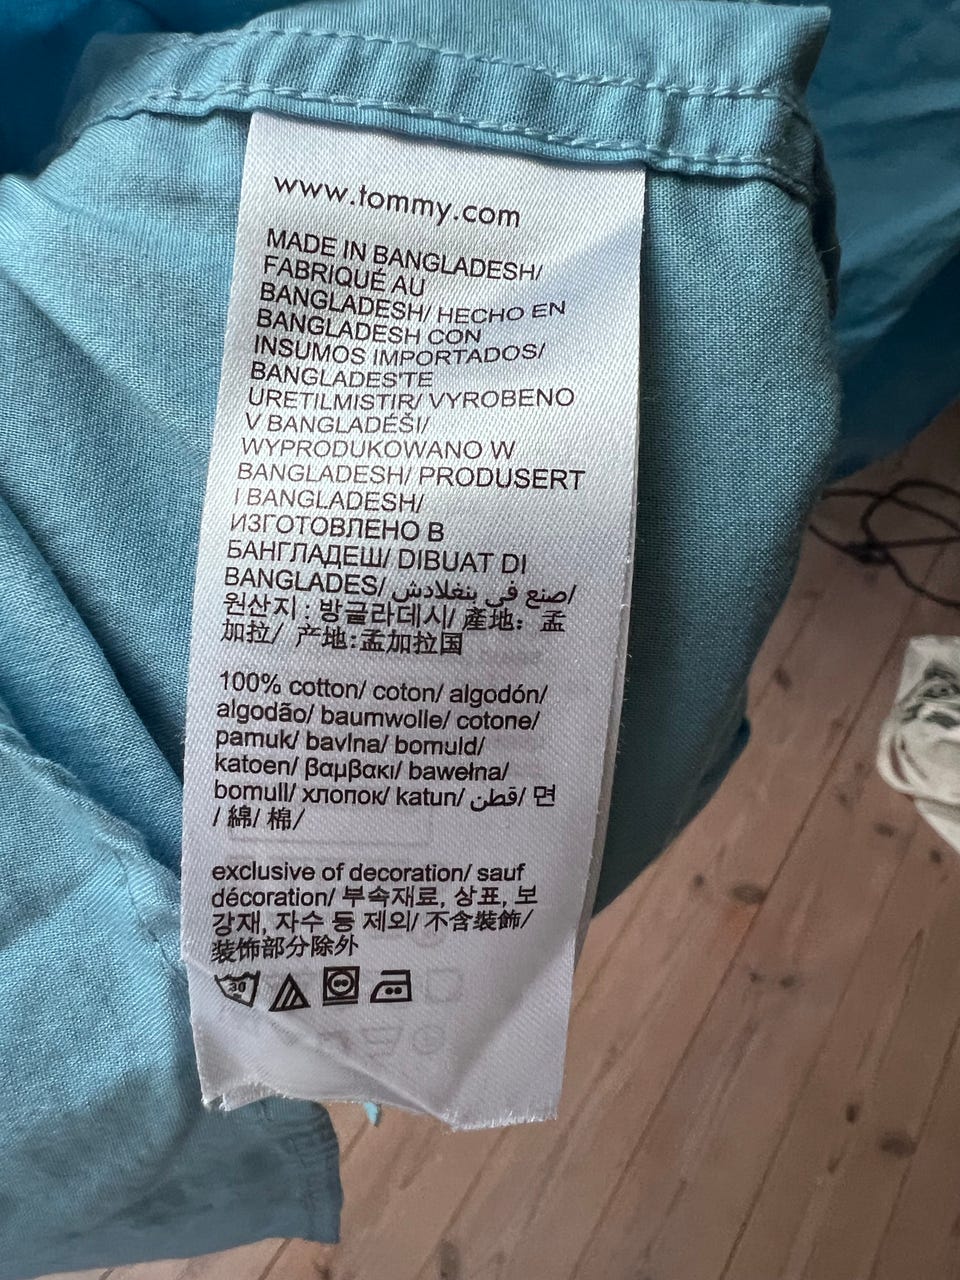 www.tommy.com
MADE IN BANGLADESH/
FABRIQUÉ AU
BANGLADESH/ HECHO EN
BANGLADESH CON
INSUMOS IMPORTADOS/
BANGLADEŞ'TE
URETILMISTIR/ VYROBENO
V BANGLADÉŠI/
WYPRODUKOWANO W
BANGLADESH/ PRODUSERT
I BANGLADESH/
ИЗГОТОВЛЕНО В
БАНГЛАДЕШ/ DIBUAT DI
BANGLADES/ صنع في بنغلادش/
원산지 : 방글라데시/ 產地：孟
加拉/ 产地:孟加拉国
100% cotton/ coton/ algodón/
algodão/ baumwolle/ cotone/
pamuk/ bavlna/ bomuld/
katoen/ βαμβακι/ bawełna/
bomull/ хлопок/ katun/ قطن/ 면
/ 綿/ 棉/
exclusive of decoration/ sauf
décoration/ 부속재료, 상표, 보
강재, 자수 등 제외/ 不含裝飾/
装饰部分除外
30